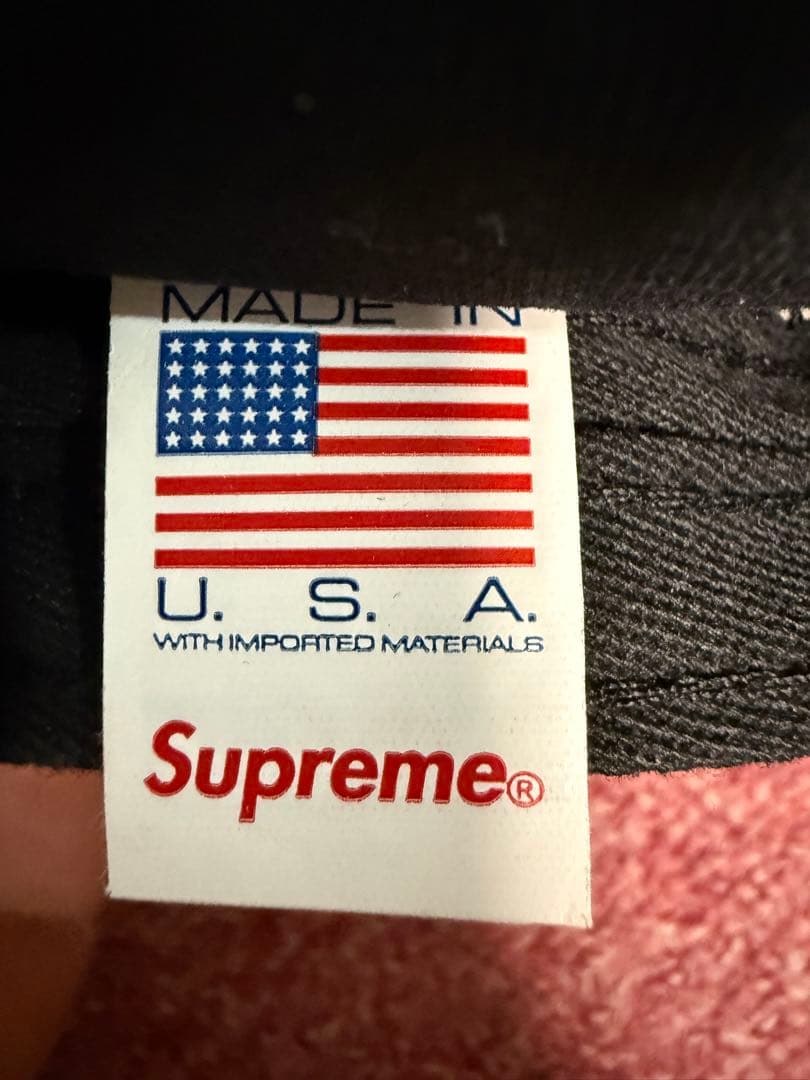 MADE IN
U. S. A.
WITH IMPORTED MATERIALS
Supreme®